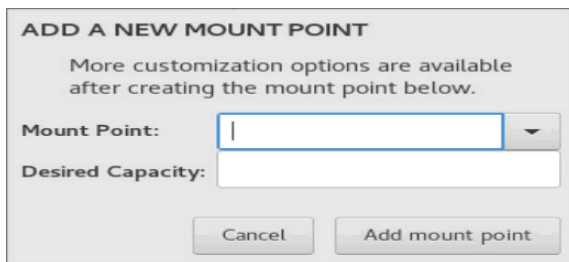 ADD A NEW MOUNT POINT
More customization options are available
after creating the mount point below.
Mount Point:
Desired Capacity:
Cancel Add mount point